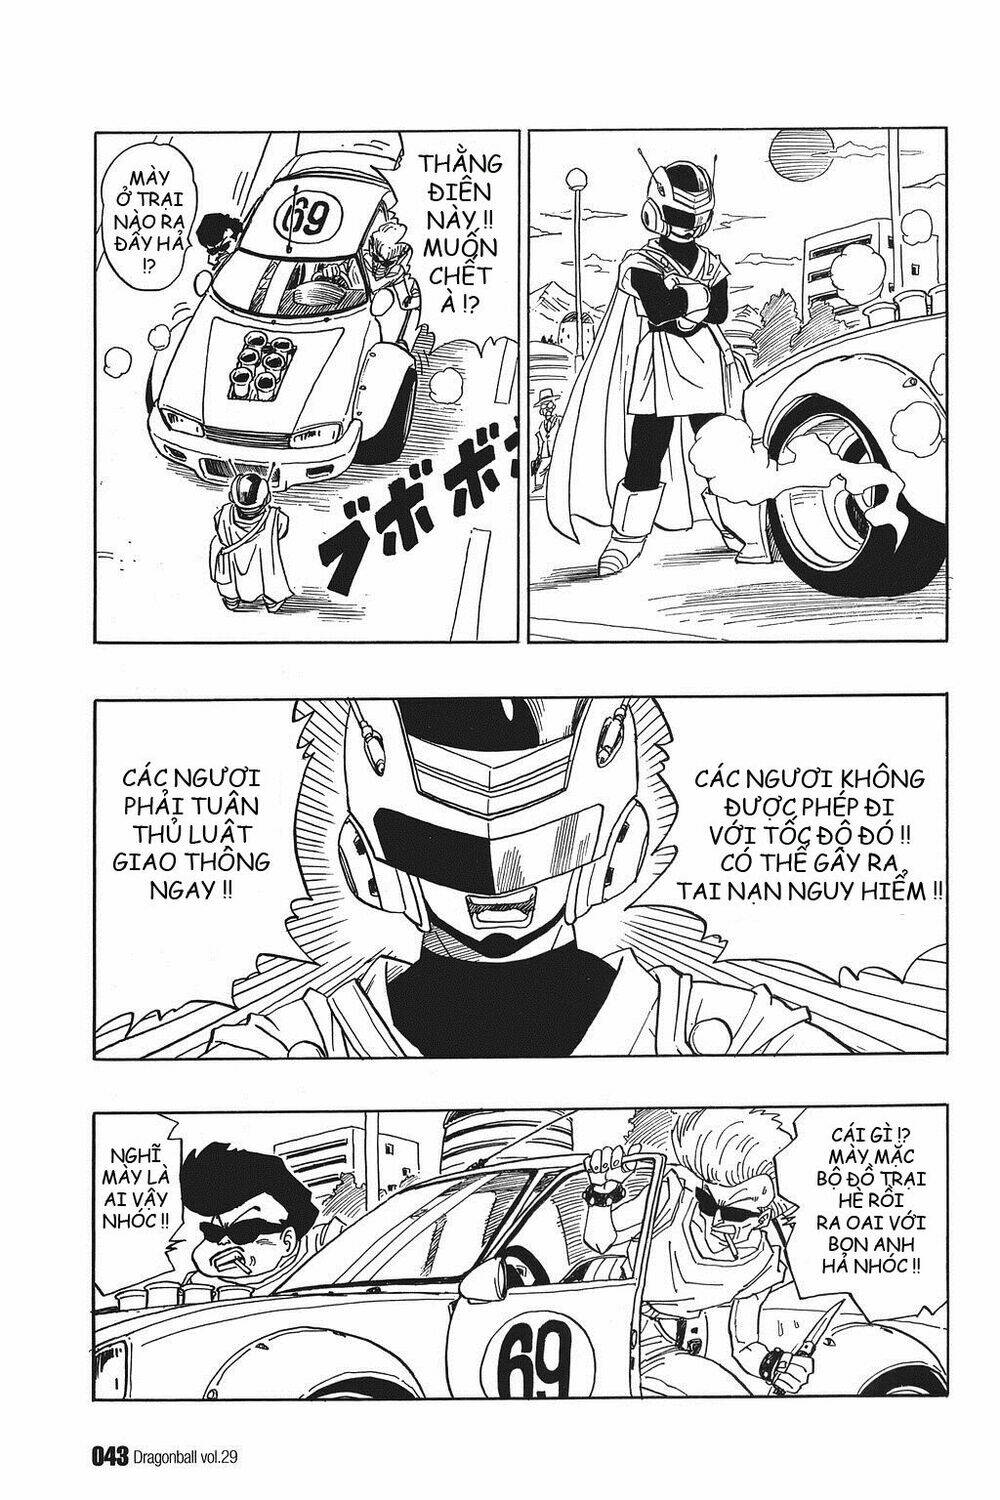 THẰNG
ĐIÊN
NÀY !!
MUỐN
CHẾT
À !?
MÀY
Ở TRẠI
NÀO RA
ĐÂY HẢ
!?
69
ブボボボ
CÁC NGƯƠI KHÔNG
ĐƯỢC PHÉP ĐI
VỚI TỐC ĐỘ ĐÓ !!
CÓ THỂ GÂY RA
TAI NẠN NGUY HIỂM !!
CÁC NGƯƠI
PHẢI TUÂN
THỦ LUẬT
GIAO THÔNG
NGAY !!
CÁI GÌ !?
MÀY MẶC
BỘ ĐỒ TRẠI
HÈ RỒI
RA OAI VỚI
BỌN ANH
HẢ NHÓC !!
NGHĨ
MÀY LÀ
AI VẬY
NHÓC !!
69
043 Dragonball vol.29